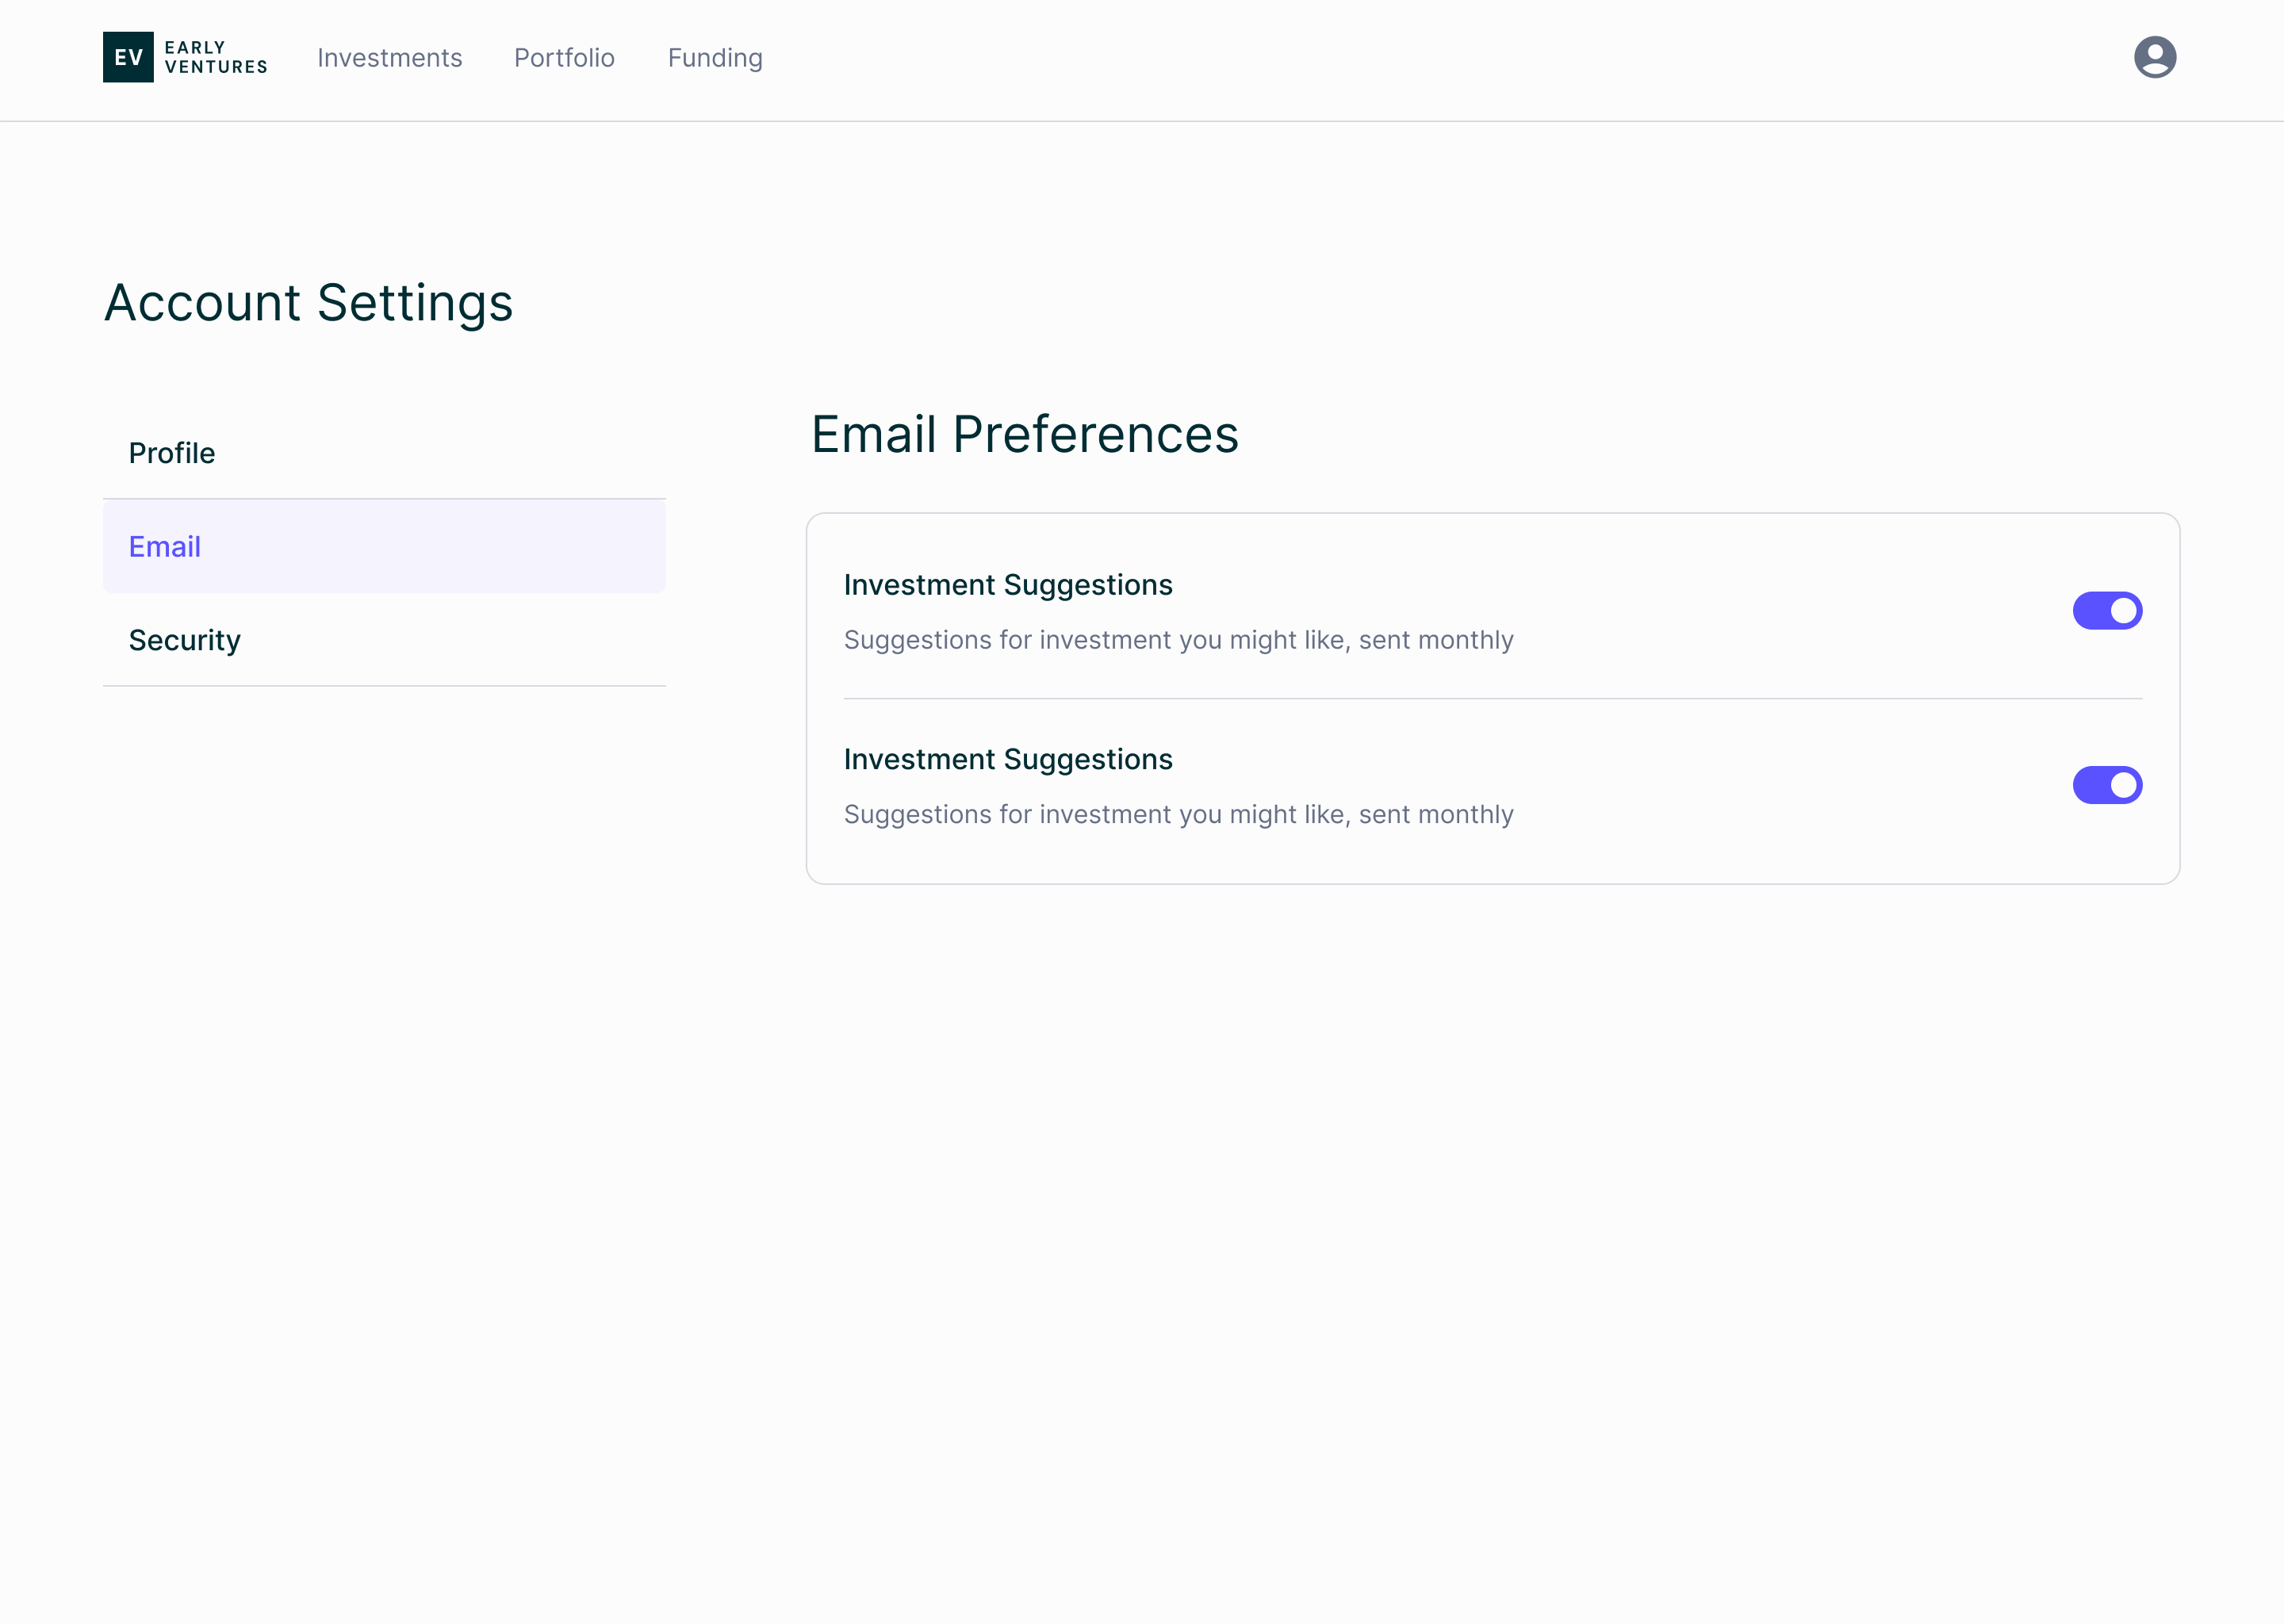 EV
EARLY
VENTURES
Investments
Portfolio
Funding
Account Settings
Profile
Email
Security
Email Preferences
Investment Suggestions
Suggestions for investment you might like, sent monthly
Investment Suggestions
Suggestions for investment you might like, sent monthly